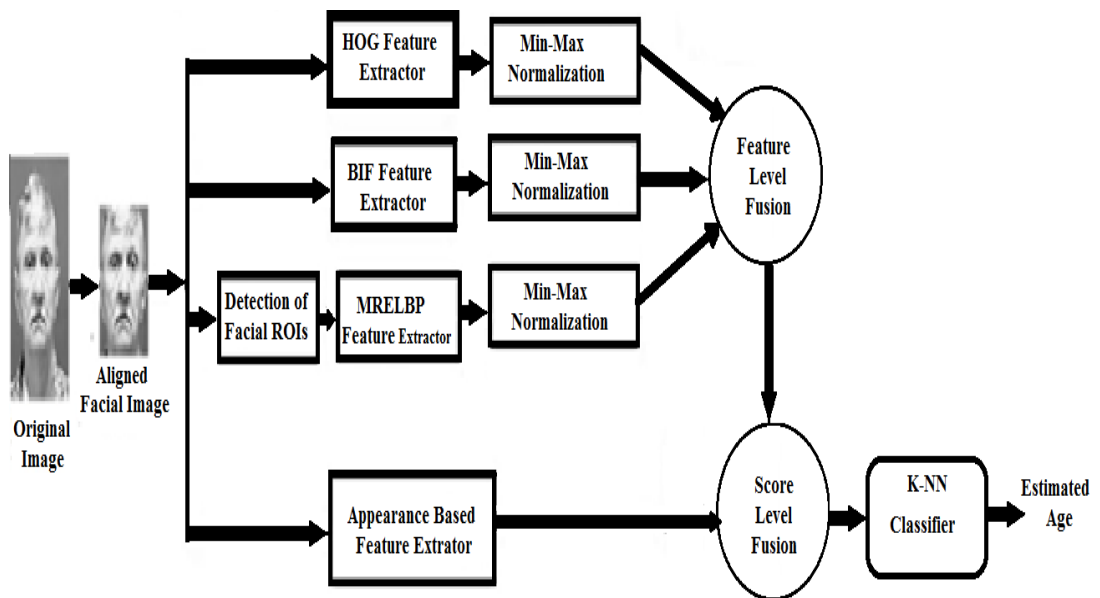 HOG Feature
Extractor
Min-Max
Normalization
BIF Feature
Extractor
Min-Max
Normalization
Feature
Level
Fusion
Detection of
Facial ROIs
MRELBP
Feature Extractor
Min-Max
Normalization
Original
Image
Aligned
Facial Image
Appearance Based
Feature Extrator
Score
Level
Fusion
K-NN
Classifier
Estimated
Age